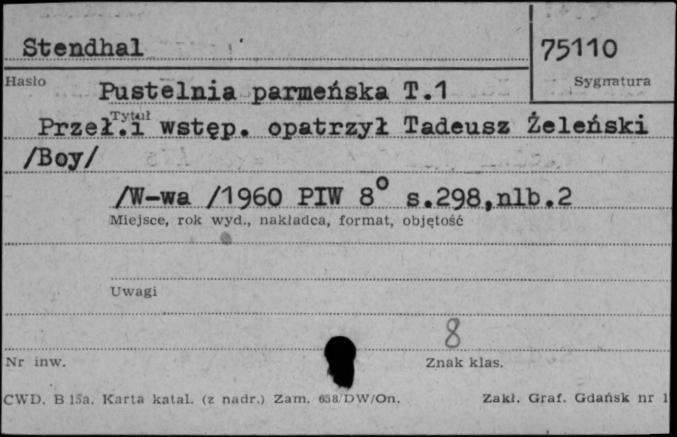 Stendhal
75110
Hasło
Sygnatura
Pustelnia parmeńska T.1
Tytuł
Przeł.i wstęp. opatrzył Tadeusz Żeleński
/Boy/
/W-wa /1960 PIW 8° s.298,nlb.2
Miejsce, rok wyd., nakładca, format, objętość
Uwagi
8
Nr inw.
Znak klas.
CWD. B 15a. Karta katal. (z nadr.) Zam. 658/DW/On.
Zakł. Graf. Gdańsk nr 1